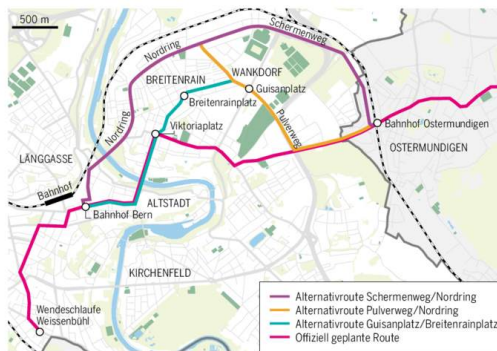 500 m
Nordring
Schermenweg
BREITENRAIN
WANKDORF
Guisanplatz
Breitenrainplatz
Nordring
Pulverweg
Viktoriaplatz
Bahnhof Ostermundigen
LÄNGGASSE
OSTERMUNDIGEN
Bahnhof
ALTSTADT
Bahnhof Bern
KIRCHENFELD
Wendeschlaufe
Weissenbühl
Alternativroute Schermenweg/Nordring
Alternativroute Pulverweg/Nordring
Alternativroute Guisanplatz/Breitenrainplatz
Offiziell geplante Route